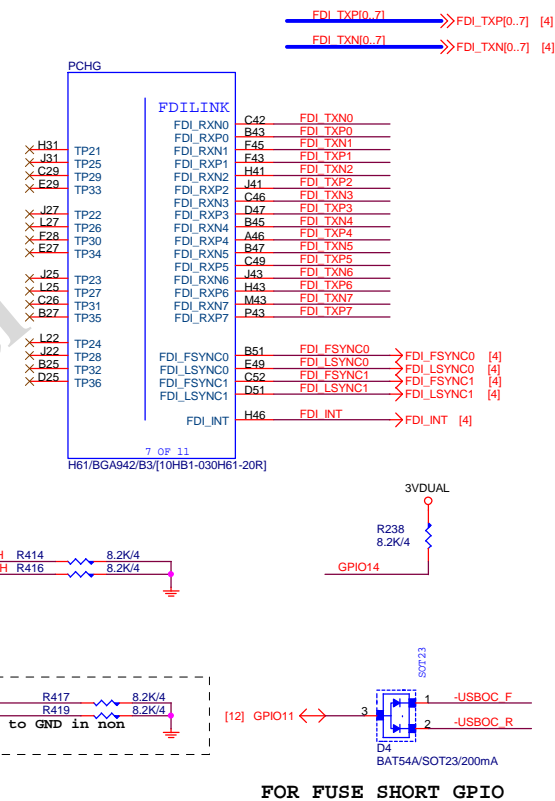 FDI_TXP[0..7] FDI_TXP[0..7] [4]
FDI_TXN[0..7] FDI_TXN[0..7] [4]
PCHG
FDILINK
FDI_RXN0 C42 FDI_TXN0
FDI_RXP0 B43 FDI_TXP0
H31 TP21 FDI_RXN1 F45 FDI_TXN1
J31 TP25 FDI_RXP1 F43 FDI_TXP1
C29 TP29 FDI_RXN2 H41 FDI_TXN2
E29 TP33 FDI_RXP2 J41 FDI_TXP2
FDI_RXN3 C46 FDI_TXN3
J27 TP22 FDI_RXP3 D47 FDI_TXP3
L27 TP26 FDI_RXN4 B45 FDI_TXN4
F28 TP30 FDI_RXP4 A46 FDI_TXP4
E27 TP34 FDI_RXN5 B47 FDI_TXN5
FDI_RXP5 C49 FDI_TXP5
J25 TP23 FDI_RXN6 J43 FDI_TXN6
L25 TP27 FDI_RXP6 H43 FDI_TXP6
C26 TP31 FDI_RXN7 M43 FDI_TXN7
B27 TP35 FDI_RXP7 P43 FDI_TXP7
L22 TP24
J22 TP28 FDI_FSYNC0 B51 FDI_FSYNC0 FDI_FSYNC0 [4]
B25 TP32 FDI_LSYNC0 E49 FDI_LSYNC0 FDI_LSYNC0 [4]
D25 TP36 FDI_FSYNC1 C52 FDI_FSYNC1 FDI_FSYNC1 [4]
FDI_LSYNC1 D51 FDI_LSYNC1 FDI_LSYNC1 [4]
FDI_INT H46 FDI_INT FDI_INT [4]
7 OF 11
H61/BGA942/B3/[10HB1-030H61-20R]
3VDUAL
R238
8.2K/4
GPIO14
H R414 8.2K/4
H R416 8.2K/4
R417 8.2K/4
R419 8.2K/4
to GND in non
SOT23
[12] GPIO11 3 1 -USBOC_F
2 -USBOC_R
D4
BAT54A/SOT23/200mA
FOR FUSE SHORT GPIO